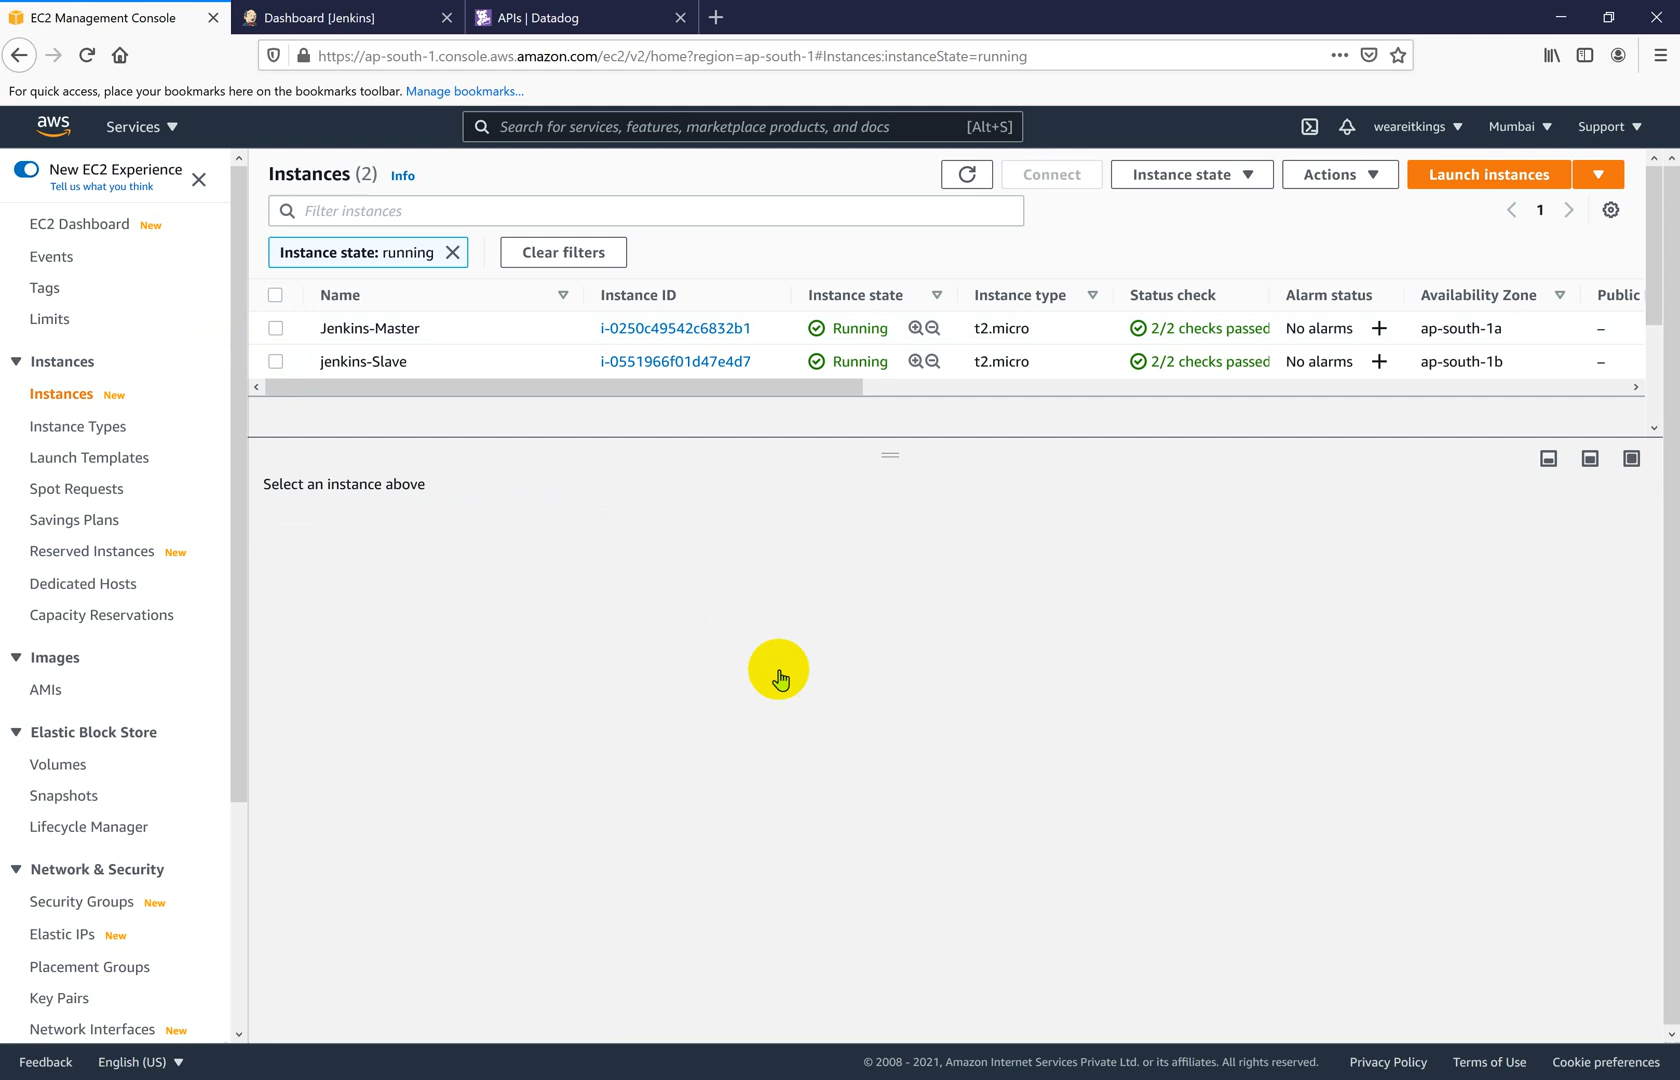 EC2 Management Console
Dashboard [Jenkins]
APIs | Datadog
https://ap-south-1.console.aws.amazon.com/ec2/v2/home?region=ap-south-1#Instances:instanceState=running
For quick access, place your bookmarks here on the bookmarks toolbar. Manage bookmarks...
aws
Services
Search for services, features, marketplace products, and docs [Alt+S]
weareitkings
Mumbai
Support
New EC2 Experience
Tell us what you think
EC2 Dashboard New
Events
Tags
Limits
Instances
Instances New
Instance Types
Launch Templates
Spot Requests
Savings Plans
Reserved Instances New
Dedicated Hosts
Capacity Reservations
Images
AMIs
Elastic Block Store
Volumes
Snapshots
Lifecycle Manager
Network & Security
Security Groups New
Elastic IPs New
Placement Groups
Key Pairs
Network Interfaces New
Instances (2) Info
Connect
Instance state
Actions
Launch instances
Filter instances
1
Instance state: running
Clear filters
Name Instance ID Instance state Instance type Status check Alarm status Availability Zone Public
Jenkins-Master i-0250c49542c6832b1 Running t2.micro 2/2 checks passed No alarms + ap-south-1a –
jenkins-Slave i-0551966f01d47e4d7 Running t2.micro 2/2 checks passed No alarms + ap-south-1b –
Select an instance above
Feedback
English (US)
© 2008 - 2021, Amazon Internet Services Private Ltd. or its affiliates. All rights reserved.
Privacy Policy
Terms of Use
Cookie preferences